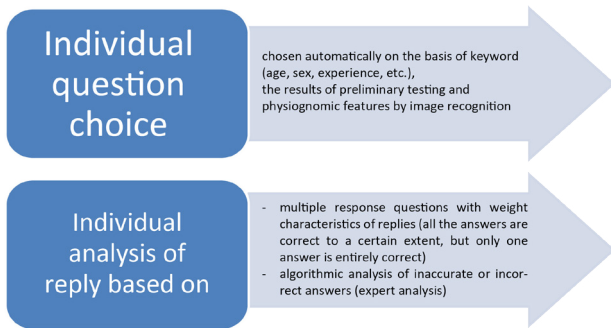 Individual
question
choice
chosen automatically on the basis of keyword
(age, sex, experience, etc.),
the results of preliminary testing and
physiognomic features by image recognition
Individual
analysis of
reply based on
- multiple response questions with weight
characteristics of replies (all the answers are
correct to a certain extent, but only one
answer is entirely correct)
- algorithmic analysis of inaccurate or incor-
rect answers (expert analysis)